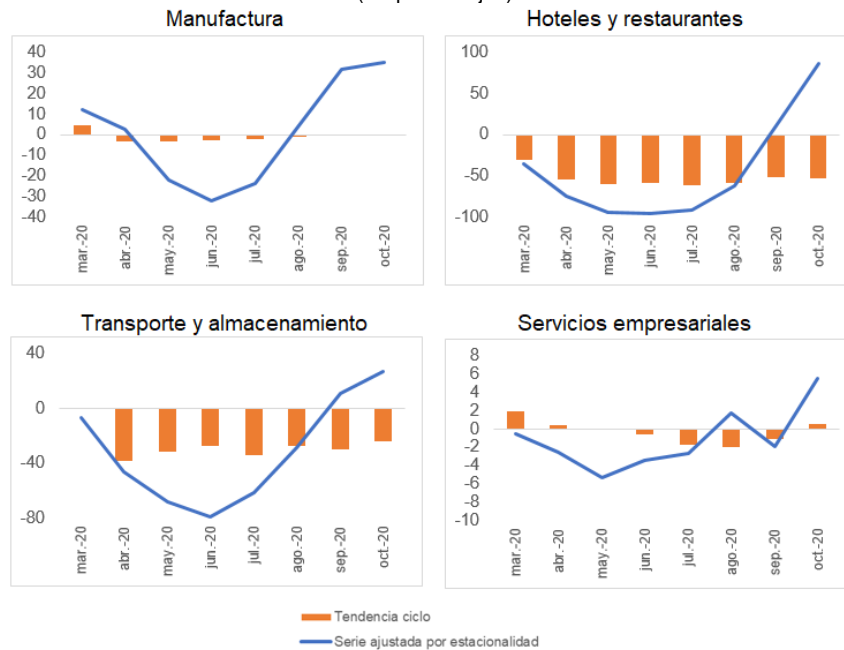 Manufactura
40
30
20
10
0
-10
-20
-30
-40
mar.-20
abr.-20
may.-20
jun.-20
jul.-20
ago.-20
sep.-20
oct.-20
Hoteles y restaurantes
100
50
0
-50
-100
mar.-20
abr.-20
may.-20
jun.-20
jul.-20
ago.-20
sep.-20
oct.-20
Transporte y almacenamiento
40
0
-40
-80
mar.-20
abr.-20
may.-20
jun.-20
jul.-20
ago.-20
sep.-20
oct.-20
Servicios empresariales
8
6
4
2
0
-2
-4
-6
-8
-10
mar.-20
abr.-20
may.-20
jun.-20
jul.-20
ago.-20
sep.-20
oct.-20
Tendencia ciclo
Serie ajustada por estacionalidad